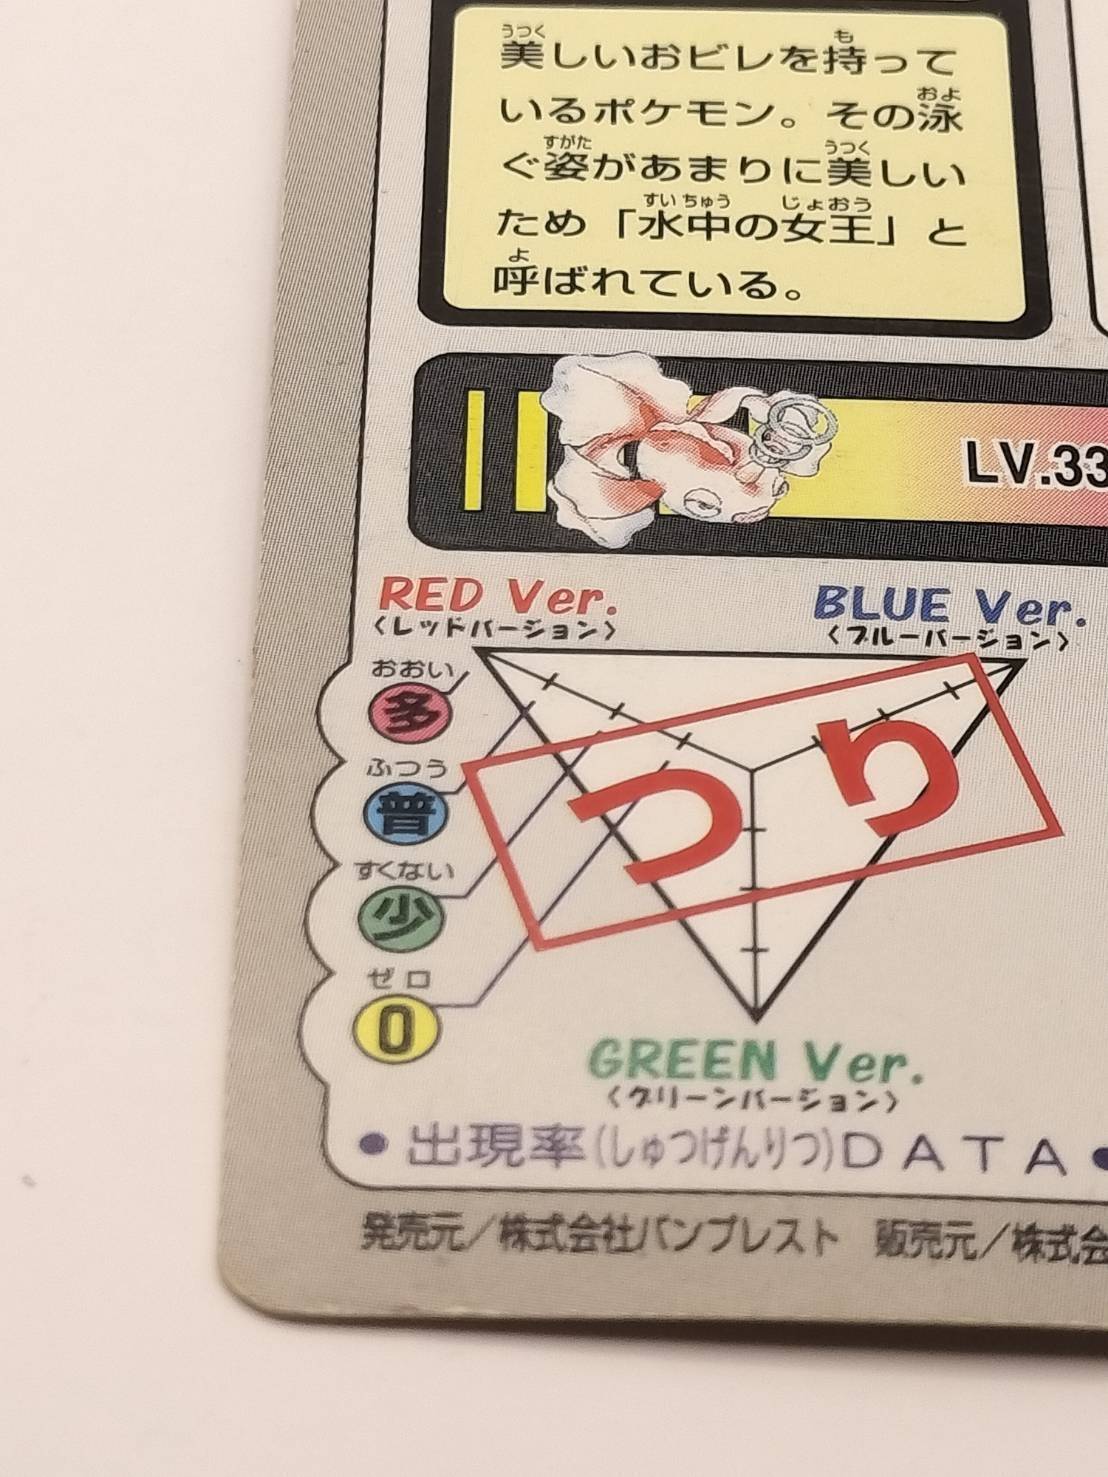 美しいおビレを持って
いるポケモン。その泳
ぐ姿があまりに美しい
ため「水中の女王」と
呼ばれている。
LV.33
RED Ver.
〈レッドバージョン〉
BLUE Ver.
〈ブルーバージョン〉
おおい
多
ふつう
普
すくない
少
ゼロ
0
つり
GREEN Ver.
〈グリーンバージョン〉
●出現率(しゅつげんりつ)DATA●
発売元/株式会社バンプレスト 販売元/株式会